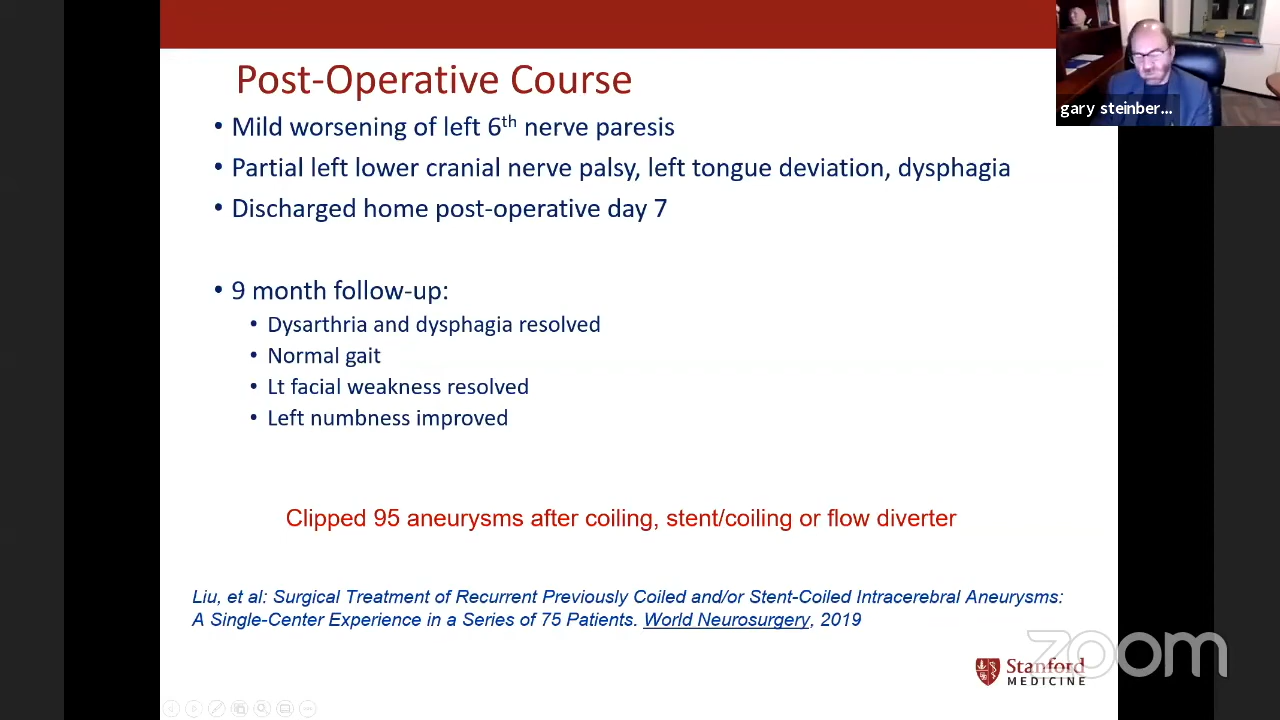 Post-Operative Course
• Mild worsening of left 6th nerve paresis
• Partial left lower cranial nerve palsy, left tongue deviation, dysphagia
• Discharged home post-operative day 7
• 9 month follow-up:
• Dysarthria and dysphagia resolved
• Normal gait
• Lt facial weakness resolved
• Left numbness improved
Clipped 95 aneurysms after coiling, stent/coiling or flow diverter
Liu, et al: Surgical Treatment of Recurrent Previously Coiled and/or Stent-Coiled Intracerebral Aneurysms:
A Single-Center Experience in a Series of 75 Patients. World Neurosurgery, 2019
gary steinber...
Stanford
MEDICINE
zoom